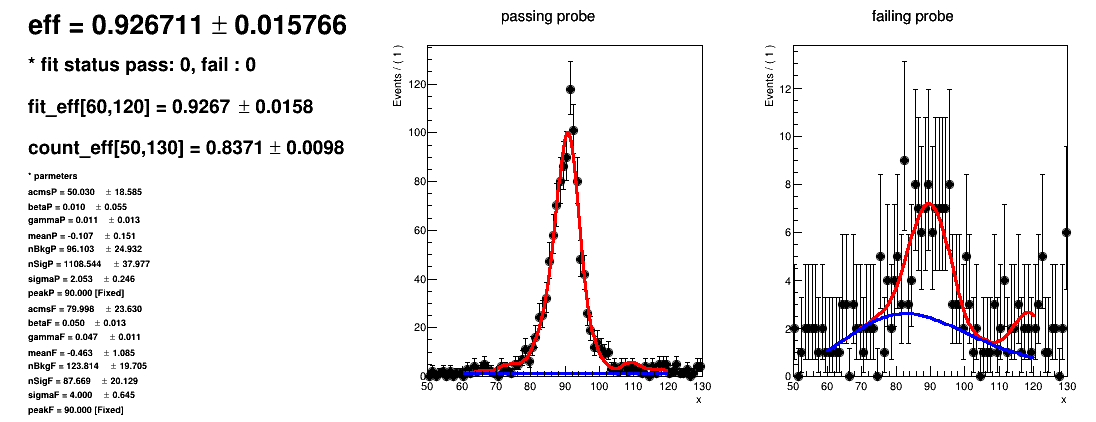 eff = 0.926711 ± 0.015766
* fit status pass: 0, fail : 0
fit_eff[60,120] = 0.9267 ± 0.0158
count_eff[50,130] = 0.8371 ± 0.0098
* parmeters
acmsP = 50.030 ± 18.585
betaP = 0.010 ± 0.055
gammaP = 0.011 ± 0.013
meanP = -0.107 ± 0.151
nBkgP = 96.103 ± 24.932
nSigP = 1108.544 ± 37.977
sigmaP = 2.053 ± 0.246
peakP = 90.000 [Fixed]
acmsF = 79.998 ± 23.630
betaF = 0.050 ± 0.013
gammaF = 0.047 ± 0.011
meanF = -0.463 ± 1.085
nBkgF = 123.814 ± 19.705
nSigF = 87.669 ± 20.129
sigmaF = 4.000 ± 0.645
peakF = 90.000 [Fixed]
passing probe
Events / ( 1 )
120
100
80
60
40
20
0
50 60 70 80 90 100 110 120 130
x
failing probe
Events / ( 1 )
12
10
8
6
4
2
0
50 60 70 80 90 100 110 120 130
x